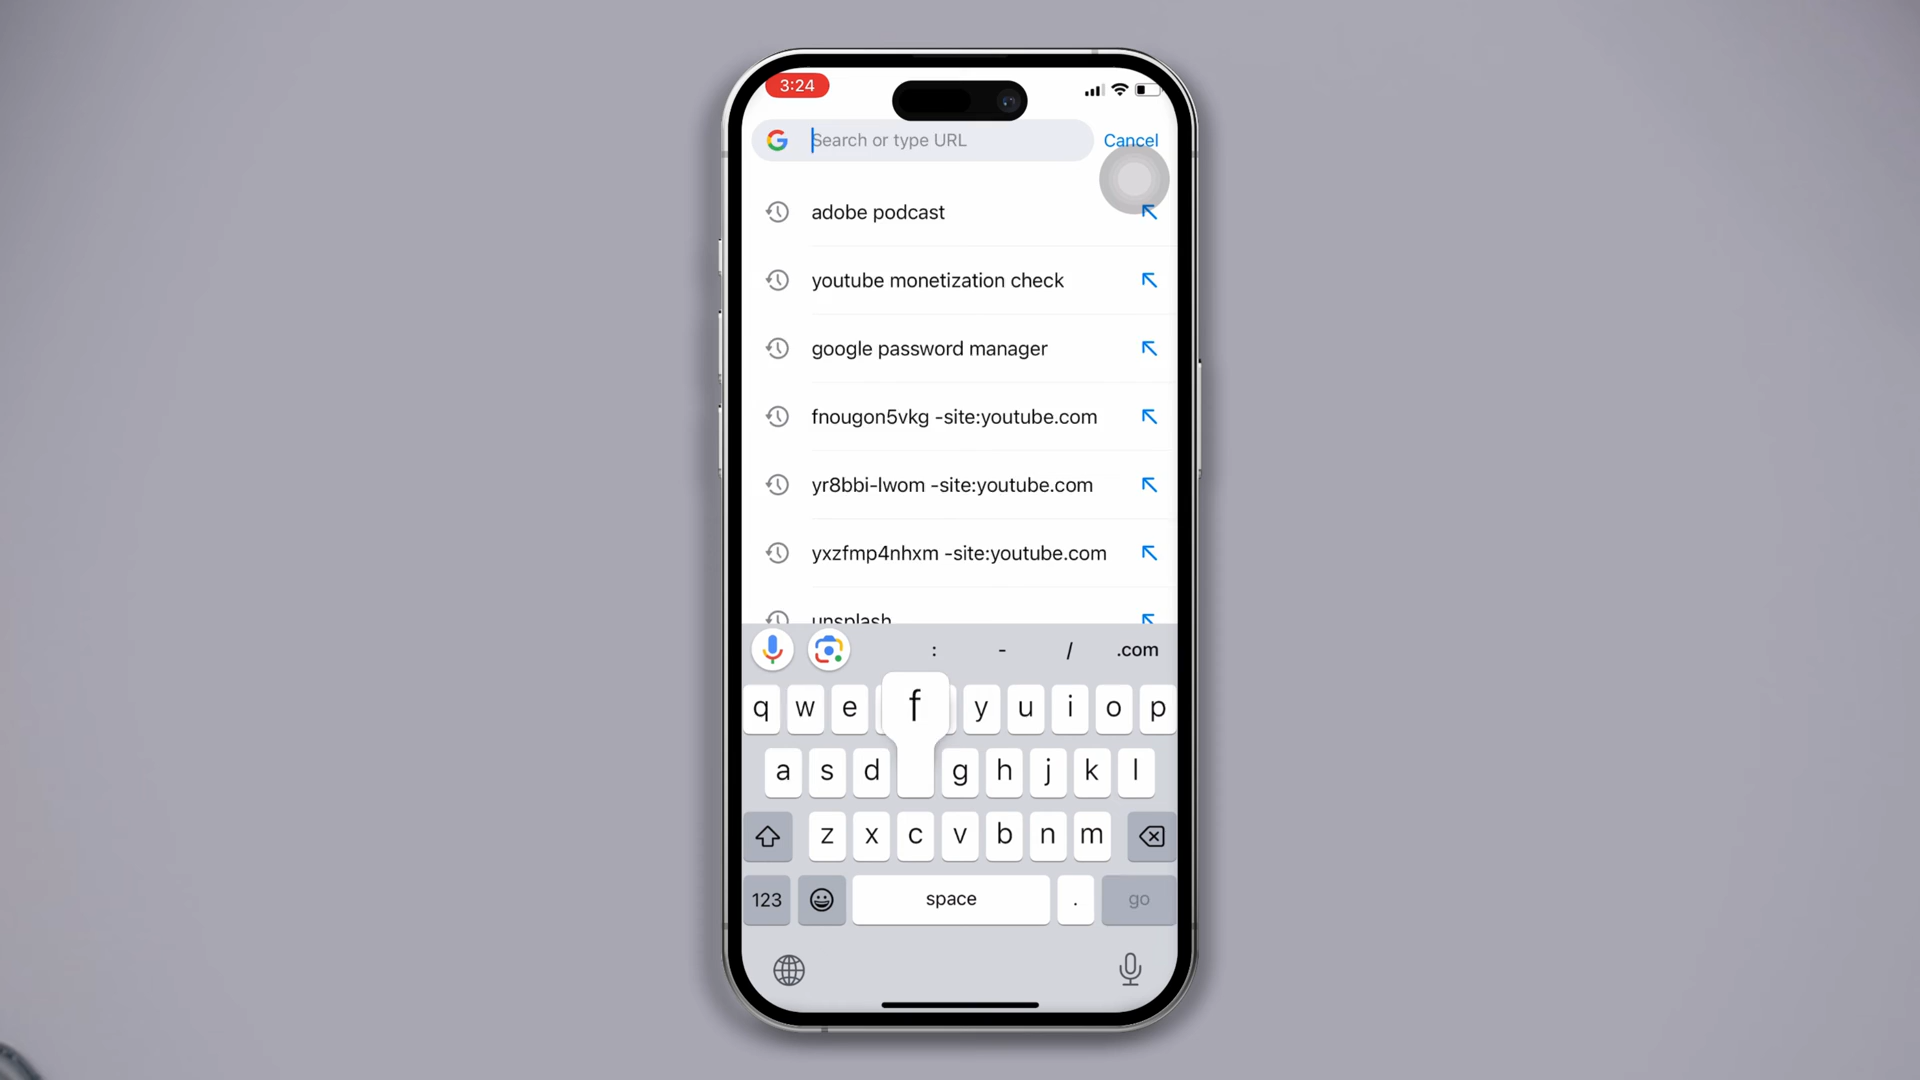 3:24
Search or type URL
Cancel
adobe podcast
youtube monetization check
google password manager
fnougon5vkg -site:youtube.com
yr8bbi-lwom -site:youtube.com
yxzfmp4nhxm -site:youtube.com
unsplash
: - / .com
q w e f y u i o p
a s d g h j k l
z x c v b n m
123 space . go